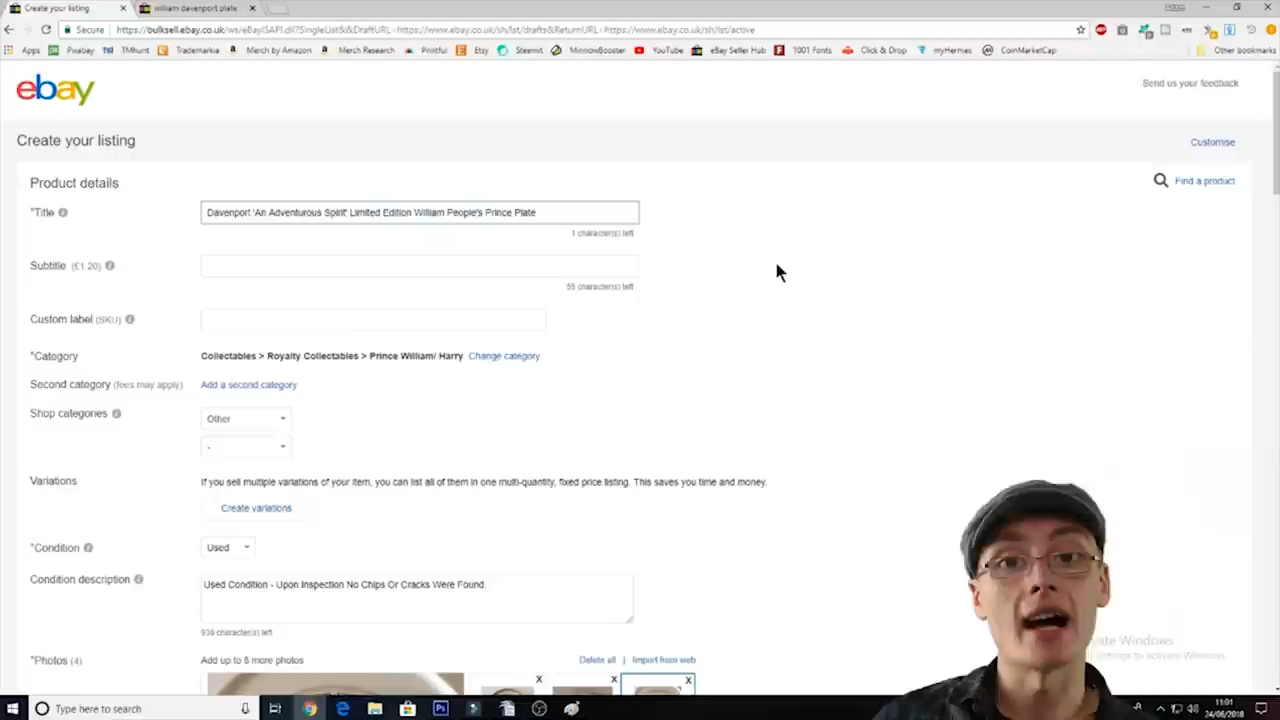 Create your listing
william davenport plate
Secure
https://bulksell.ebay.co.uk/ws/eBayISAPI.dll?SingleList&&DraftURL=https://www.ebay.co.uk/sh/lst/drafts&ReturnURL=https://www.ebay.co.uk/sh/lst/active
Apps Pixabay TMhunt Trademarkia Merch by Amazon Merch Research Printful Etsy Steemit MinnowBooster YouTube eBay Seller Hub 1001 Fonts Click & Drop myHermes CoinMarketCap Other bookmarks
ebay
Send us your feedback
Create your listing
Customise
Product details
Find a product
*Title
Davenport 'An Adventurous Spirit' Limited Edition William People's Prince Plate
1 character(s) left
Subtitle (£1.20)
55 character(s) left
Custom label (SKU)
*Category
Collectables > Royalty Collectables > Prince William/ Harry Change category
Second category (fees may apply)
Add a second category
Shop categories
Other
-
Variations
If you sell multiple variations of your item, you can list all of them in one multi-quantity, fixed price listing. This saves you time and money.
Create variations
*Condition
Used
Condition description
Used Condition - Upon Inspection No Chips Or Cracks Were Found.
939 character(s) left
*Photos (4)
Add up to 8 more photos
Delete all | Import from web
X X X
ate Windows
Settings to activate Windows.
Type here to search
11:01
24/06/2018